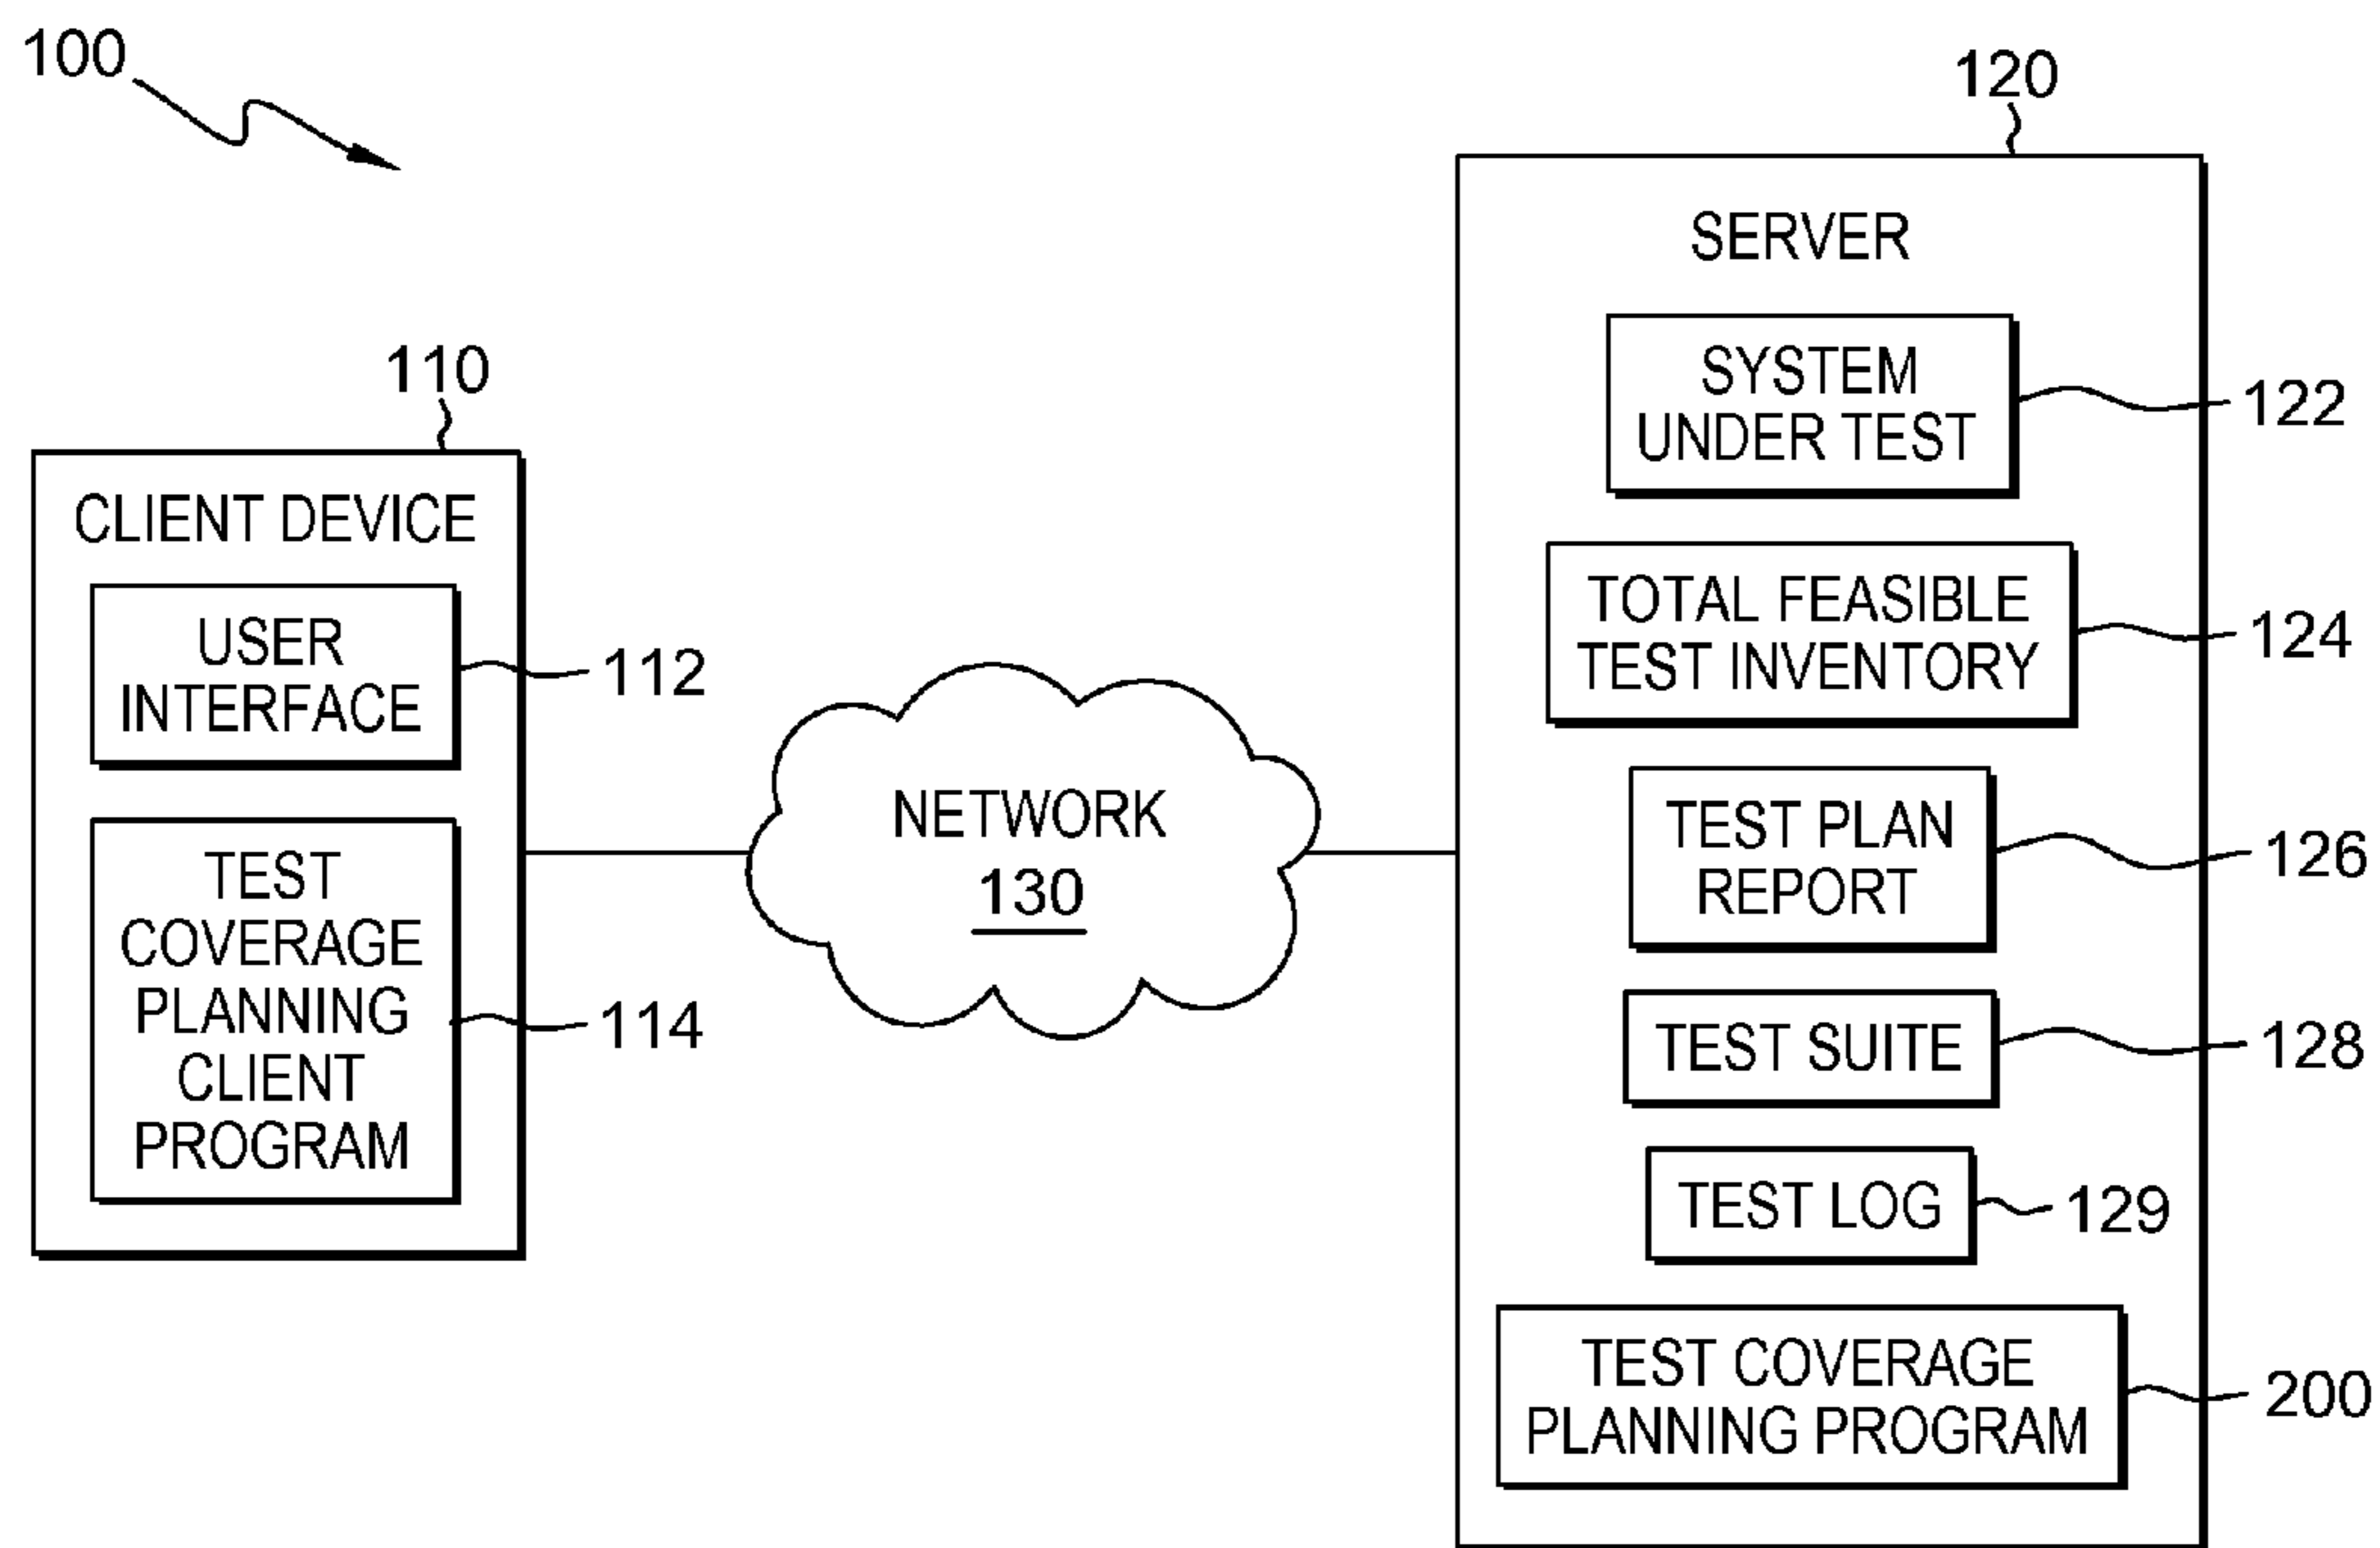 100
110
CLIENT DEVICE
USER
INTERFACE
112
TEST
COVERAGE
PLANNING
CLIENT
PROGRAM
114
NETWORK
130
120
SERVER
SYSTEM
UNDER TEST
122
TOTAL FEASIBLE
TEST INVENTORY
124
TEST PLAN
REPORT
126
TEST SUITE
128
TEST LOG
129
TEST COVERAGE
PLANNING PROGRAM
200